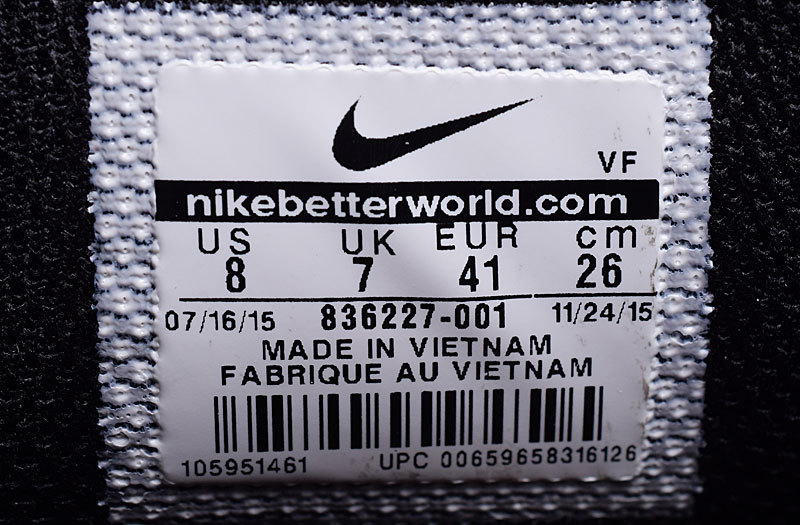 VF
nikebetterworld.com
US UK EUR cm
8 7 41 26
07/16/15 836227-001 11/24/15
MADE IN VIETNAM
FABRIQUE AU VIETNAM
105951461 UPC 00659658316126